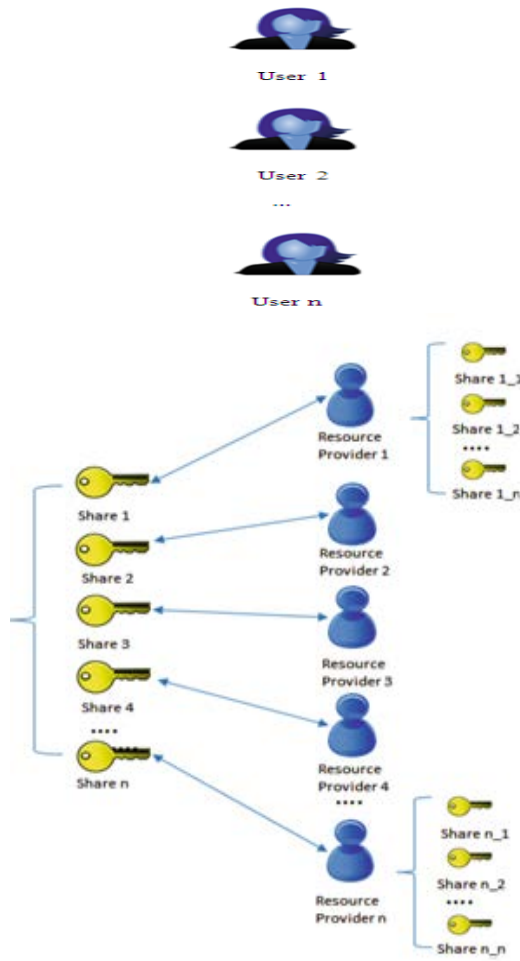 User 1
User 2
...
User n
Share 1_1
Share 1_2
....
Share 1_n
Resource
Provider 1
Share 1
Share 2
Share 3
Share 4
....
Share n
Resource
Provider 2
Resource
Provider 3
Resource
Provider 4
....
Resource
Provider n
Share n_1
Share n_2
....
Share n_n